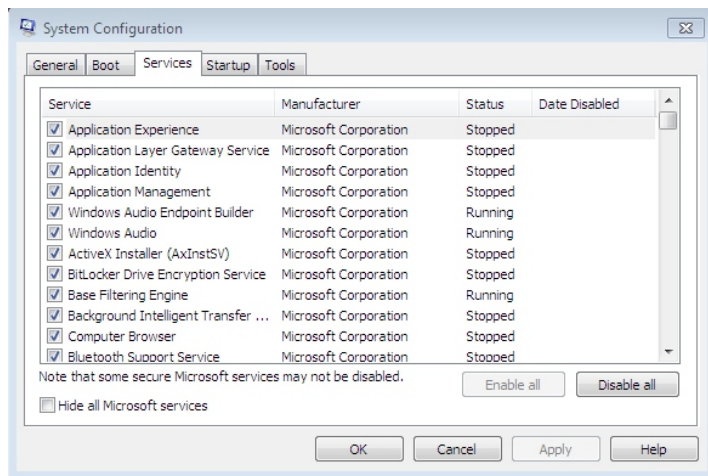 System Configuration
General Boot Services Startup Tools
Service Manufacturer Status Date Disabled
Application Experience Microsoft Corporation Stopped
Application Layer Gateway Service Microsoft Corporation Stopped
Application Identity Microsoft Corporation Stopped
Application Management Microsoft Corporation Stopped
Windows Audio Endpoint Builder Microsoft Corporation Running
Windows Audio Microsoft Corporation Running
ActiveX Installer (AxInstSV) Microsoft Corporation Stopped
BitLocker Drive Encryption Service Microsoft Corporation Stopped
Base Filtering Engine Microsoft Corporation Running
Background Intelligent Transfer ... Microsoft Corporation Stopped
Computer Browser Microsoft Corporation Stopped
Bluetooth Support Service Microsoft Corporation Stopped
Note that some secure Microsoft services may not be disabled.
Enable all Disable all
Hide all Microsoft services
OK Cancel Apply Help